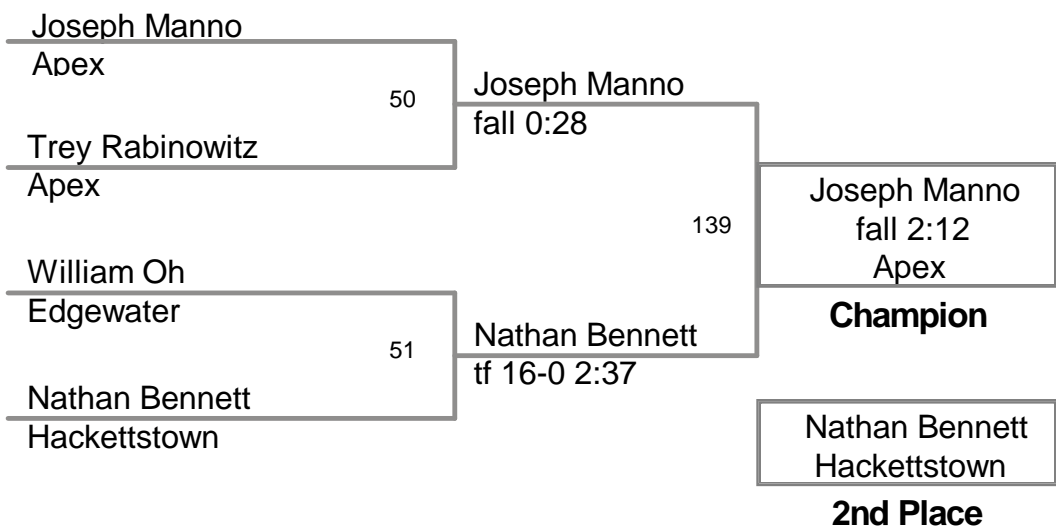 Joseph Manno
Apex
50
Trey Rabinowitz
Apex
William Oh
Edgewater
51
Nathan Bennett
Hackettstown
Joseph Manno
fall 0:28
139
Nathan Bennett
tf 16-0 2:37
Joseph Manno
fall 2:12
Apex
Champion
Nathan Bennett
Hackettstown
2nd Place